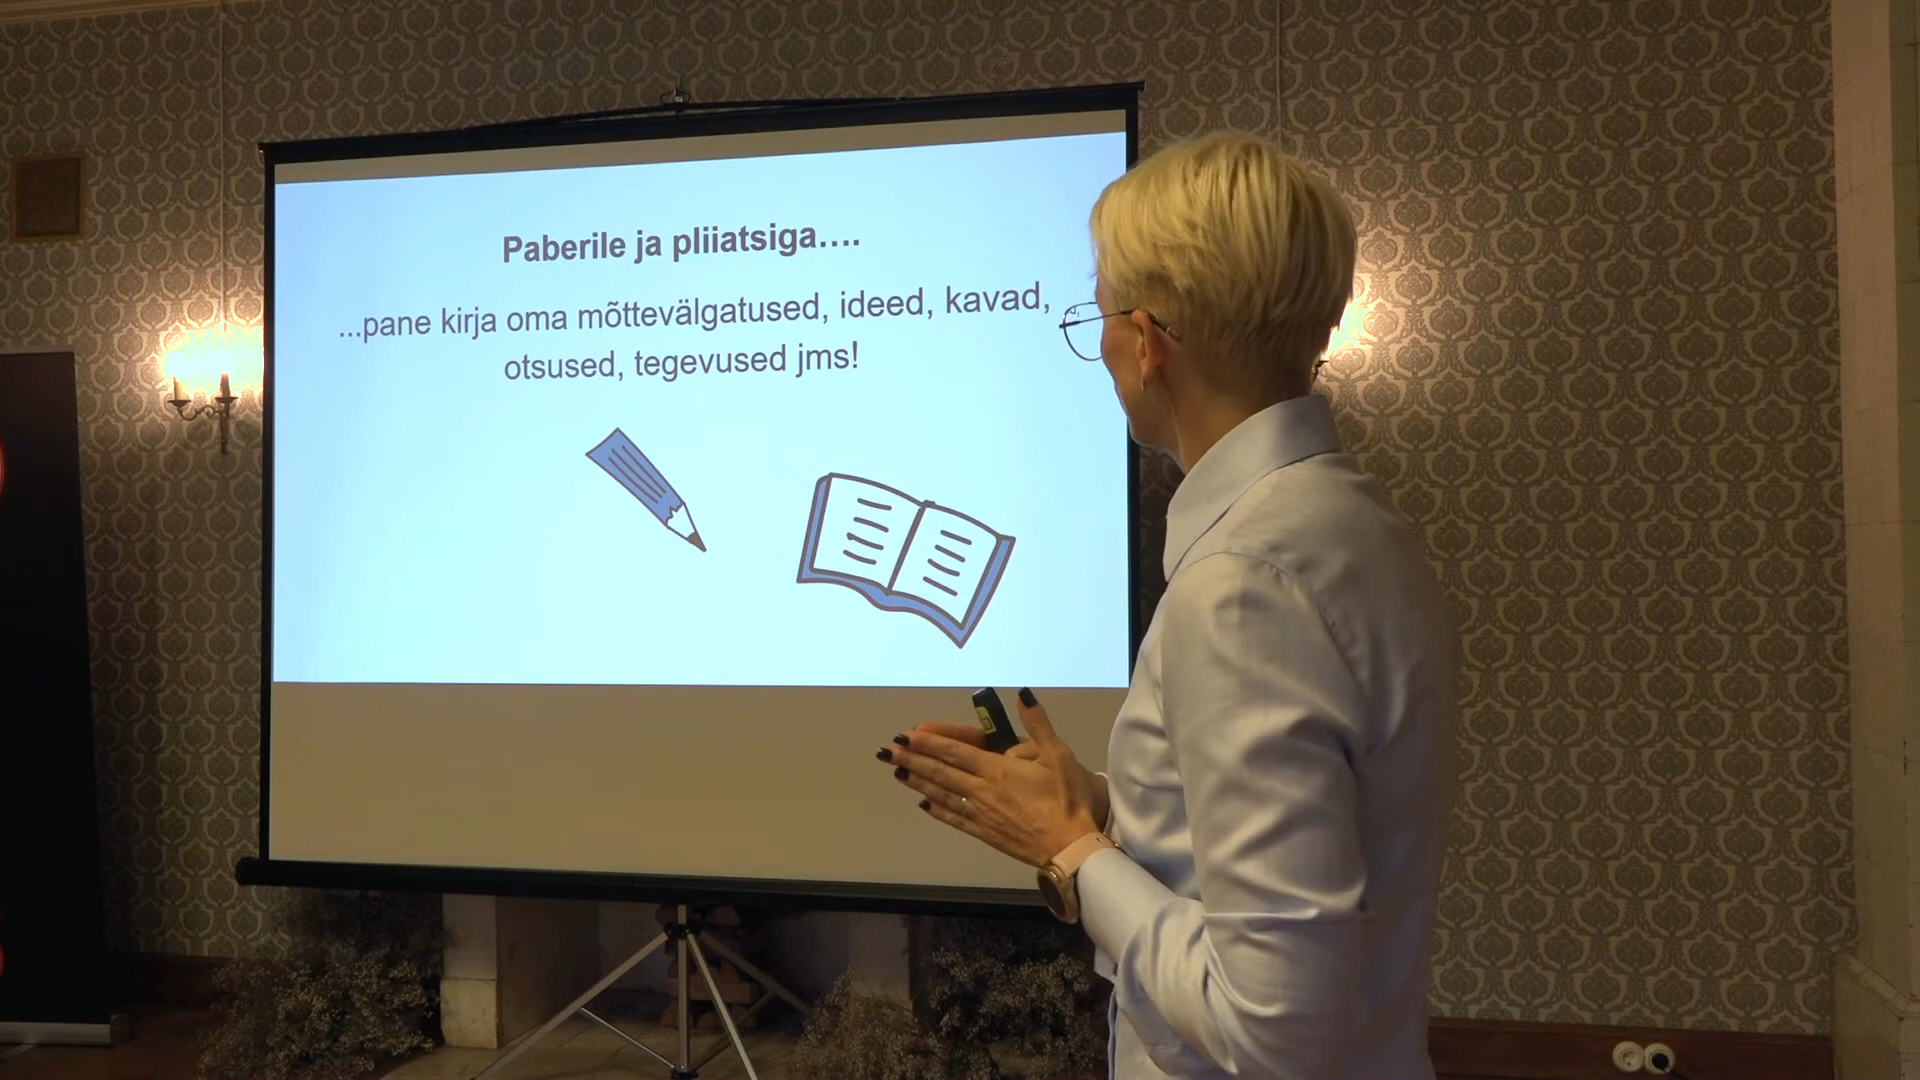 Paberile ja pliiatsiga....
...pane kirja oma mõttevälgatused, ideed, kavad,
otsused, tegevused jms!